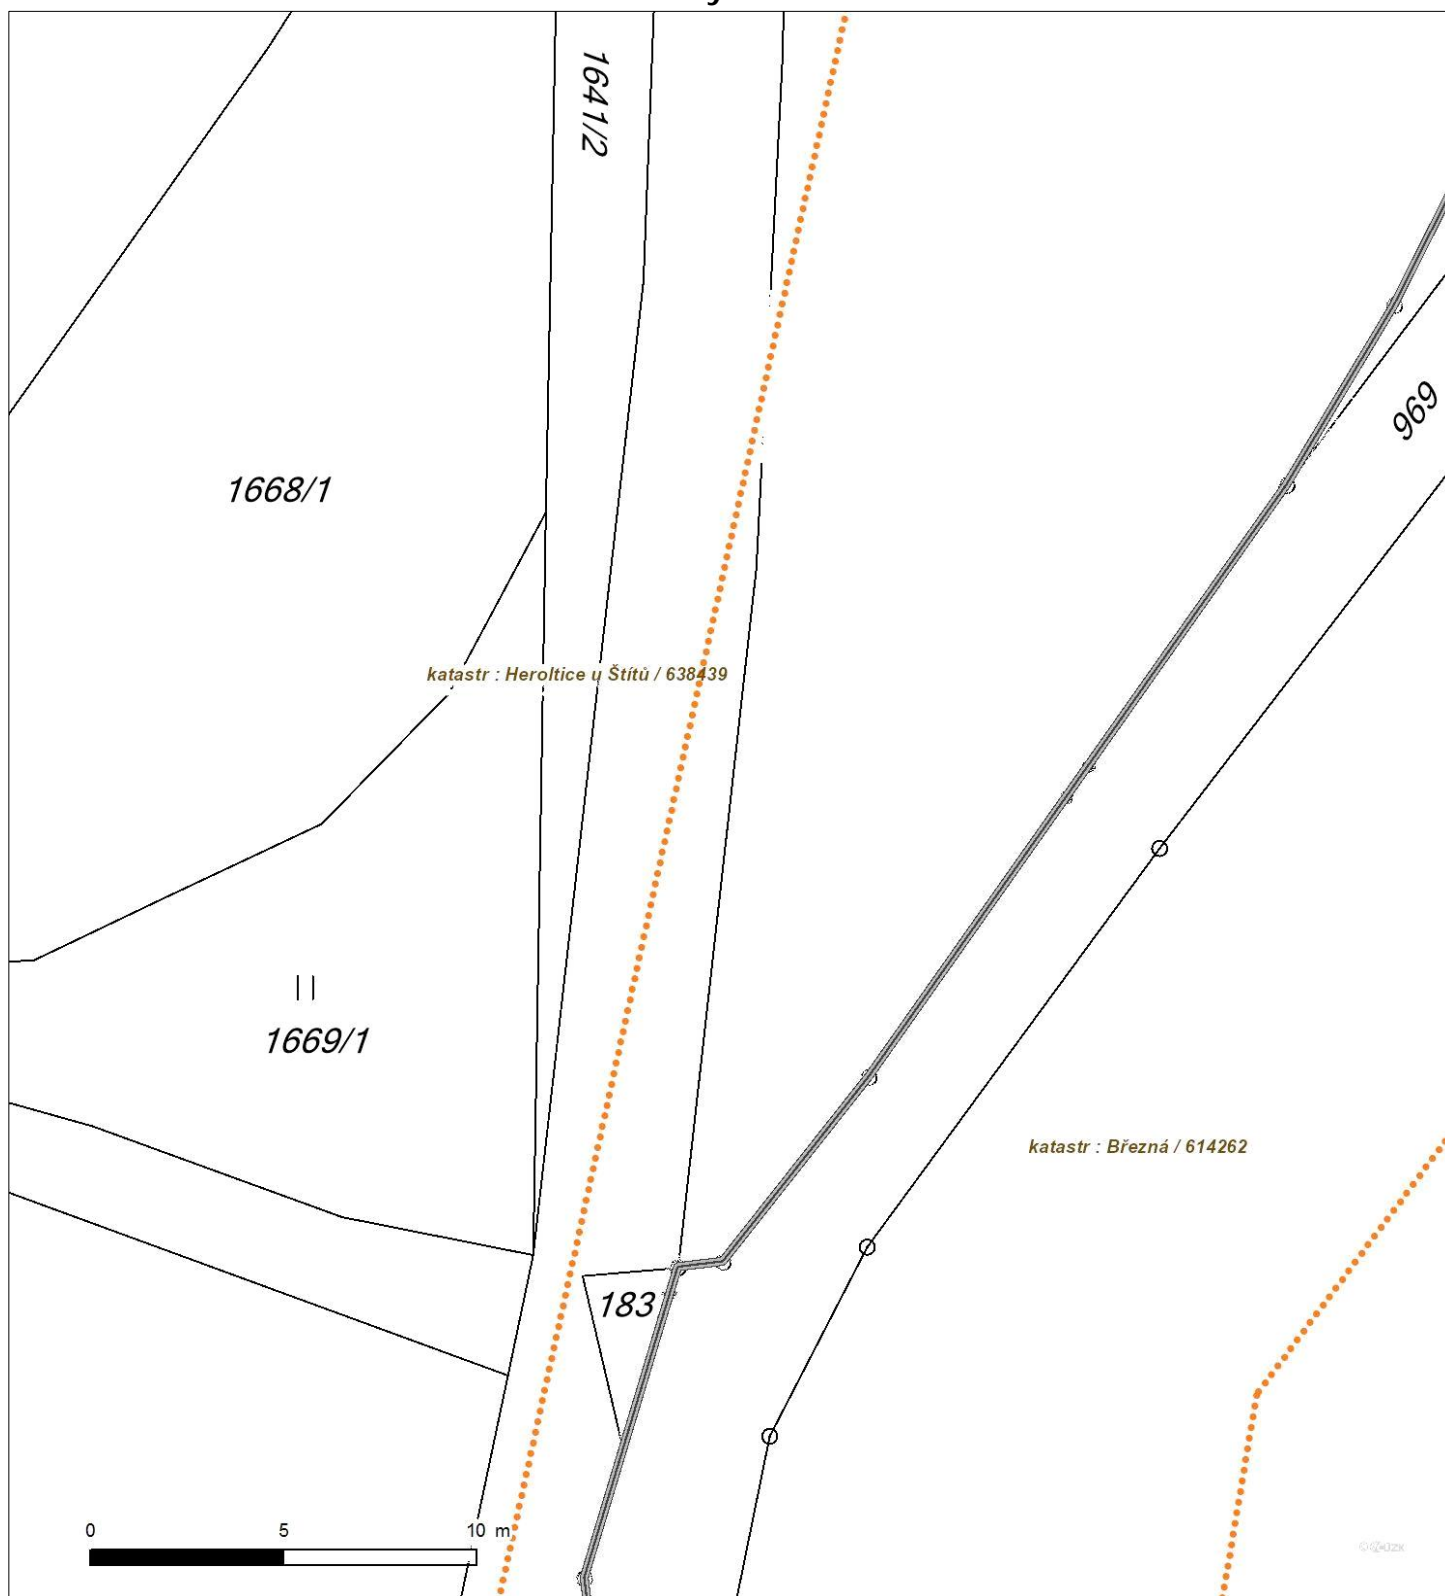 1641/2
969
1668/1
katastr : Heroltice u Štítů / 638439
1669/1
katastr : Březná / 614262
183
0 5 10 m